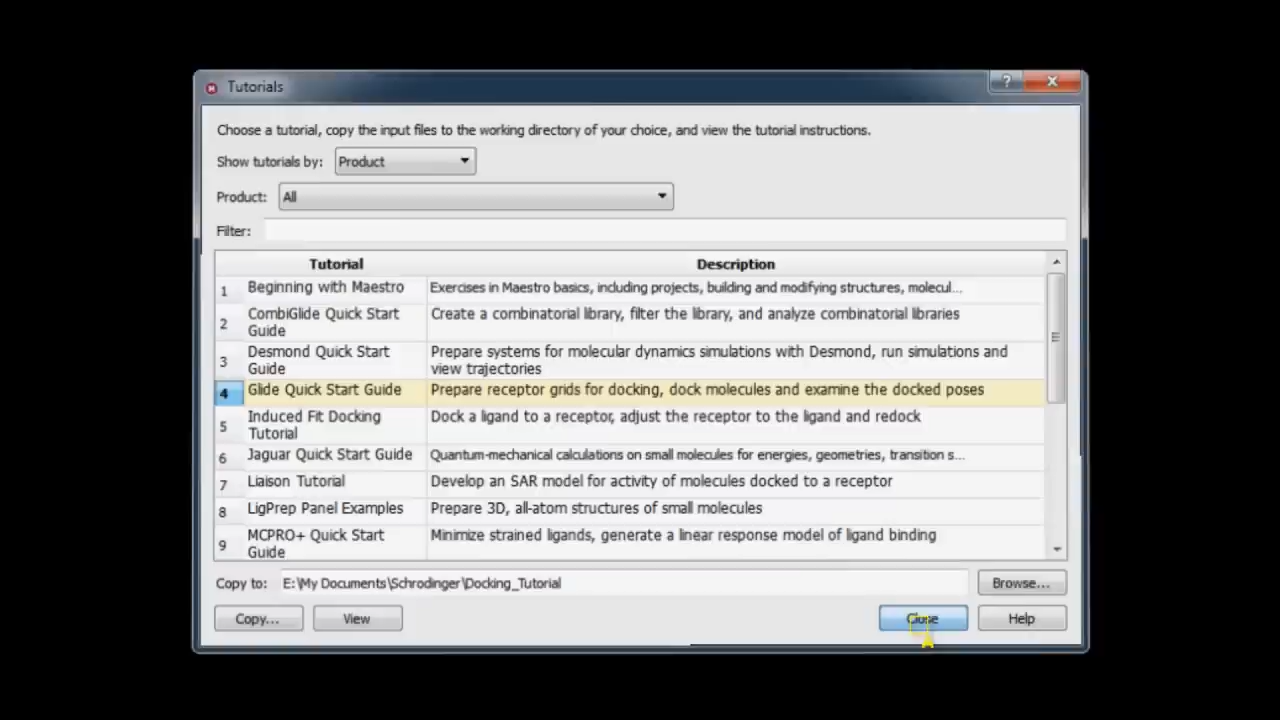 Tutorials
?
Choose a tutorial, copy the input files to the working directory of your choice, and view the tutorial instructions.
Show tutorials by: Product
Product: All
Filter:
Tutorial Description
1 Beginning with Maestro Exercises in Maestro basics, including projects, building and modifying structures, molecul...
2 CombiGlide Quick Start Create a combinatorial library, filter the library, and analyze combinatorial libraries
Guide
3 Desmond Quick Start Prepare systems for molecular dynamics simulations with Desmond, run simulations and
Guide view trajectories
4 Glide Quick Start Guide Prepare receptor grids for docking, dock molecules and examine the docked poses
5 Induced Fit Docking Dock a ligand to a receptor, adjust the receptor to the ligand and redock
Tutorial
6 Jaguar Quick Start Guide Quantum-mechanical calculations on small molecules for energies, geometries, transition s...
7 Liaison Tutorial Develop an SAR model for activity of molecules docked to a receptor
8 LigPrep Panel Examples Prepare 3D, all-atom structures of small molecules
9 MCPRO+ Quick Start Minimize strained ligands, generate a linear response model of ligand binding
Guide
Copy to: E:\My Documents\Schrodinger\Docking_Tutorial Browse...
Copy... View Close Help